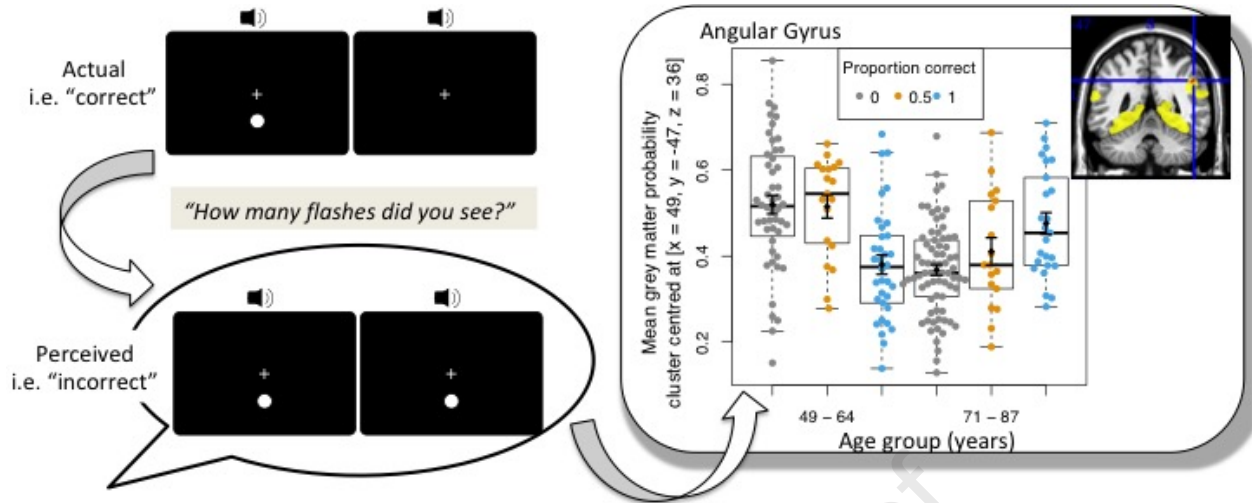 Actual
i.e. “correct”
“How many flashes did you see?”
Perceived
i.e. “incorrect”
Angular Gyrus
Mean grey matter probability
cluster centred at [x = 49, y = -47, z = 36]
0.8
0.6
0.4
0.2
Proportion correct
0 0.5 1
49 – 64 71 – 87
Age group (years)